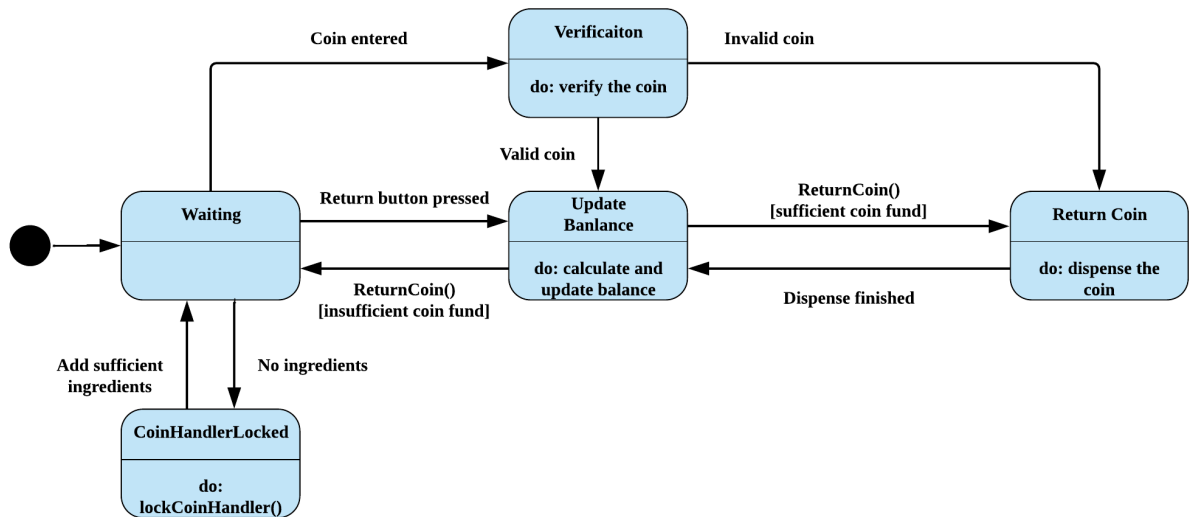 Coin entered
Verificaiton
do: verify the coin
Invalid coin
Valid coin
Waiting
Return button pressed
Update
Banlance
do: calculate and
update balance
ReturnCoin()
[sufficient coin fund]
Return Coin
do: dispense the
coin
ReturnCoin()
[insufficient coin fund]
Dispense finished
Add sufficient
ingredients
No ingredients
CoinHandlerLocked
do:
lockCoinHandler()